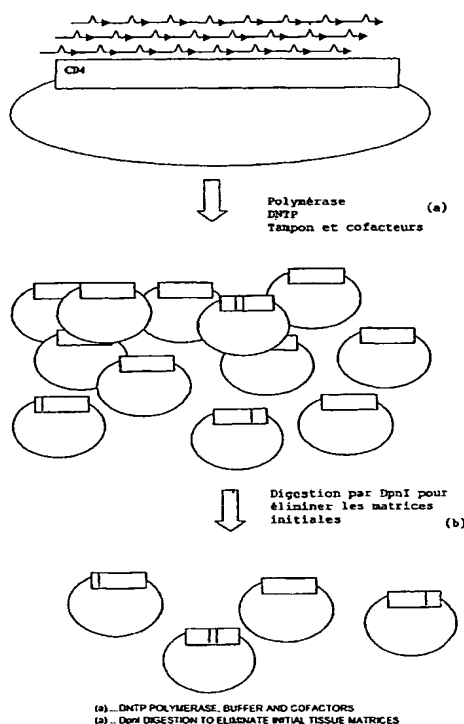 CD4
Polymérase (a)
DNTP
Tampon et cofacteurs
Digestion par DpnI pour
éliminer les matrices
initiales (b)
(a)... DNTP POLYMERASE, BUFFER AND COFACTORS
(a)... DpnI DIGESTION TO ELIMINATE INITIAL TISSUE MATRICES